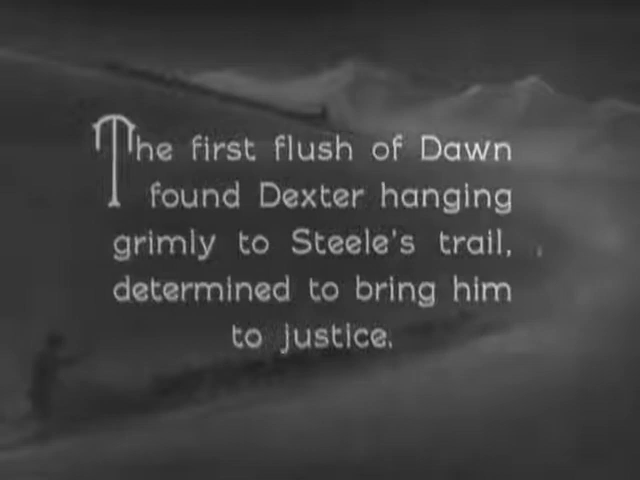 The first flush of Dawn
found Dexter hanging
grimly to Steele's trail,
determined to bring him
to justice.